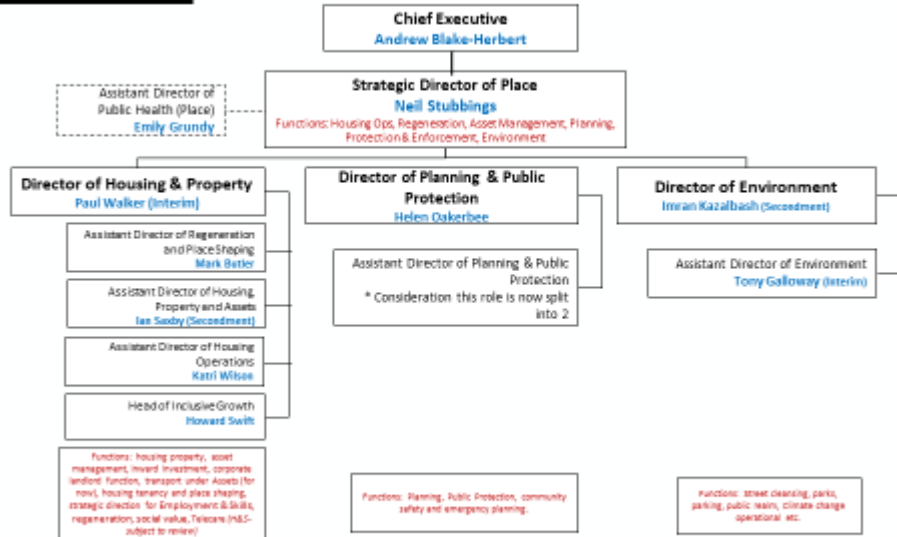 Chief Executive
Andrew Blake-Herbert
Strategic Director of Place
Neil Stubbings
Functions: Housing Ops, Regeneration, Asset Management, Planning,
Protection & Enforcement, Environment
Assistant Director of
Public Health (Place)
Emily Grundy
Director of Housing & Property
Paul Walker (Interim)
Assistant Director of Regeneration
and Place Shaping
Mark Butler
Assistant Director of Housing,
Property and Assets
Ian Saxby (Secondment)
Assistant Director of Housing
Operations
Katri Wilson
Head of Inclusive Growth
Howard Swift
Functions: housing property, asset
management, inward investment, corporate
landlord function, transport under Assets (for
now), housing tenancy and place shaping,
strategic direction for Employment & Skills,
regeneration, social value, Telecare (H&S-
subject to review)
Director of Planning & Public
Protection
Helen Oakerbee
Assistant Director of Planning & Public
Protection
* Consideration this role is now split
into 2
Functions: Planning, Public Protection, community
safety and emergency planning.
Director of Environment
Imran Kazalbash (Secondment)
Assistant Director of Environment
Tony Galloway (Interim)
Functions: street cleansing, parks,
parking, public realm, climate change
operational etc.